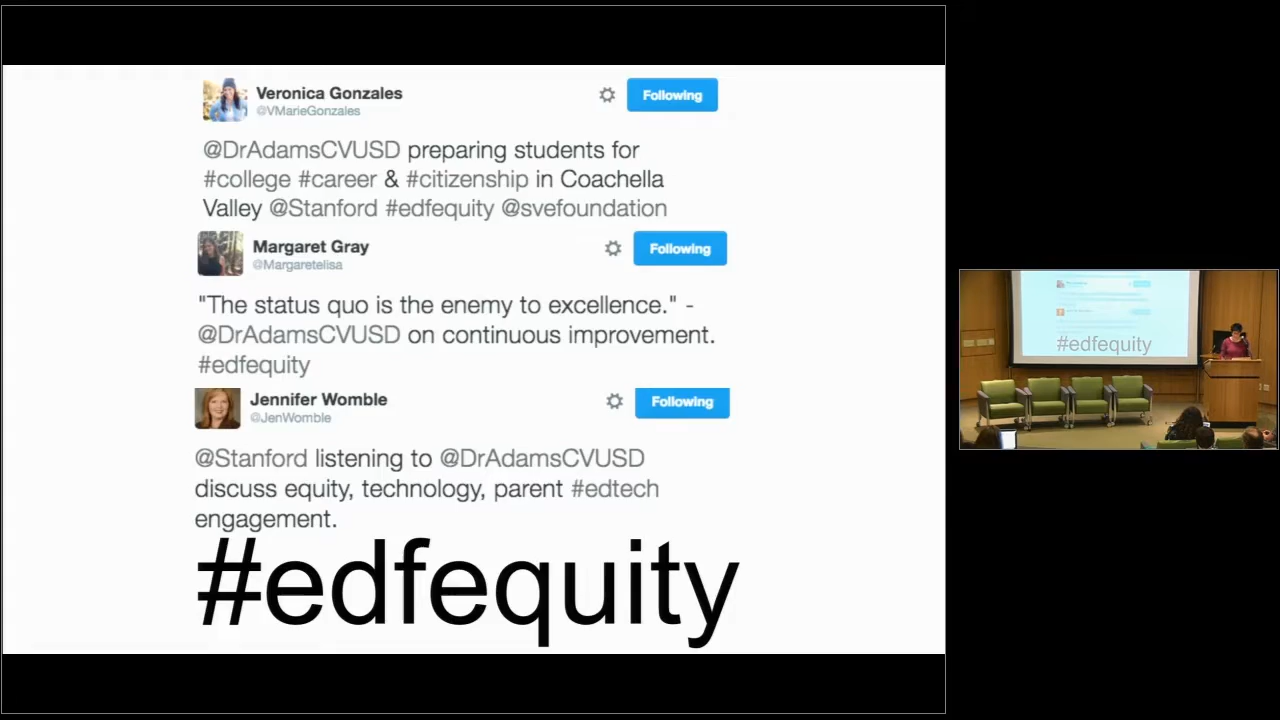 Veronica Gonzales
Following
@VMarieGonzales
@DrAdamsCVUSD preparing students for
#college #career & #citizenship in Coachella
Valley @Stanford #edfequity @svefoundation
Margaret Gray
Following
@Margaretelisa
"The status quo is the enemy to excellence." -
@DrAdamsCVUSD on continuous improvement.
#edfequity
Jennifer Womble
Following
@JenWomble
@Stanford listening to @DrAdamsCVUSD
discuss equity, technology, parent #edtech
engagement.
#edfequity
#edfequity